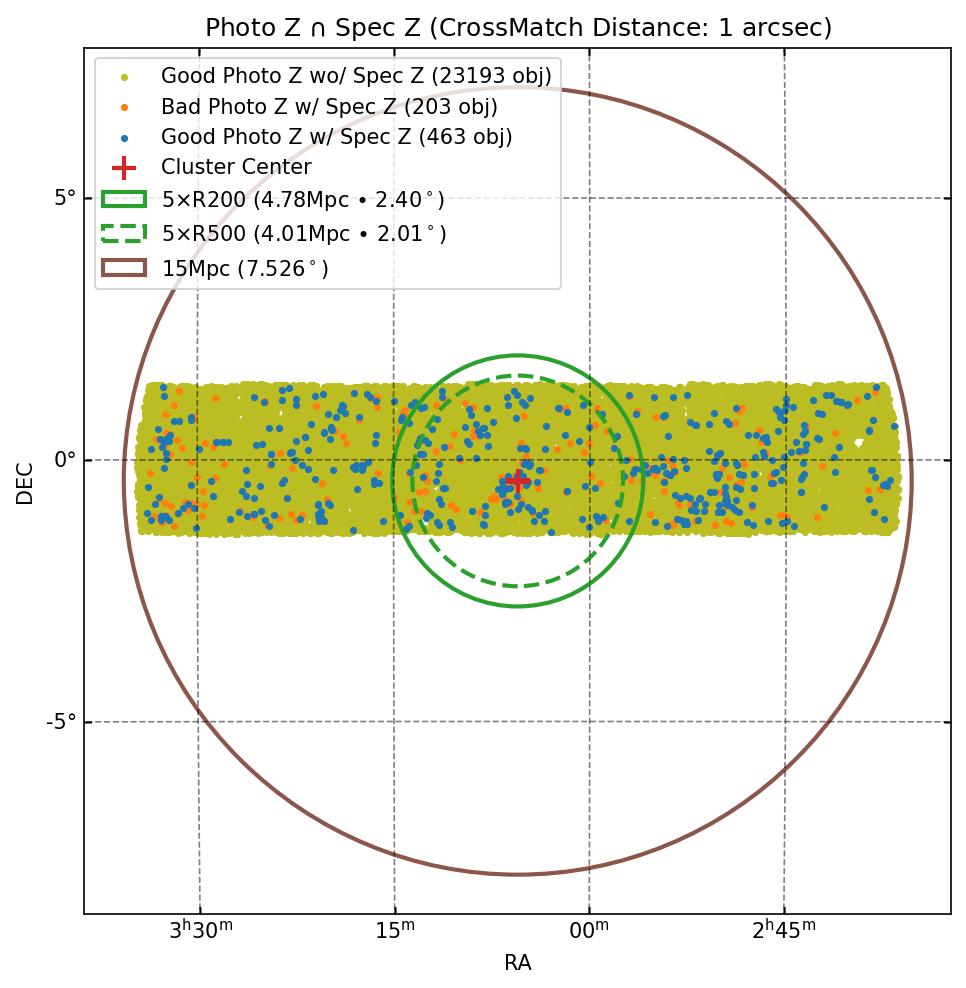 Photo Z ∩ Spec Z (CrossMatch Distance: 1 arcsec)
Good Photo Z wo/ Spec Z (23193 obj)
Bad Photo Z w/ Spec Z (203 obj)
Good Photo Z w/ Spec Z (463 obj)
Cluster Center
5×R200 (4.78Mpc • 2.40°)
5×R500 (4.01Mpc • 2.01°)
15Mpc (7.526°)
5°
0°
-5°
DEC
3ʰ30ᵐ 15ᵐ 00ᵐ 2ʰ45ᵐ
RA